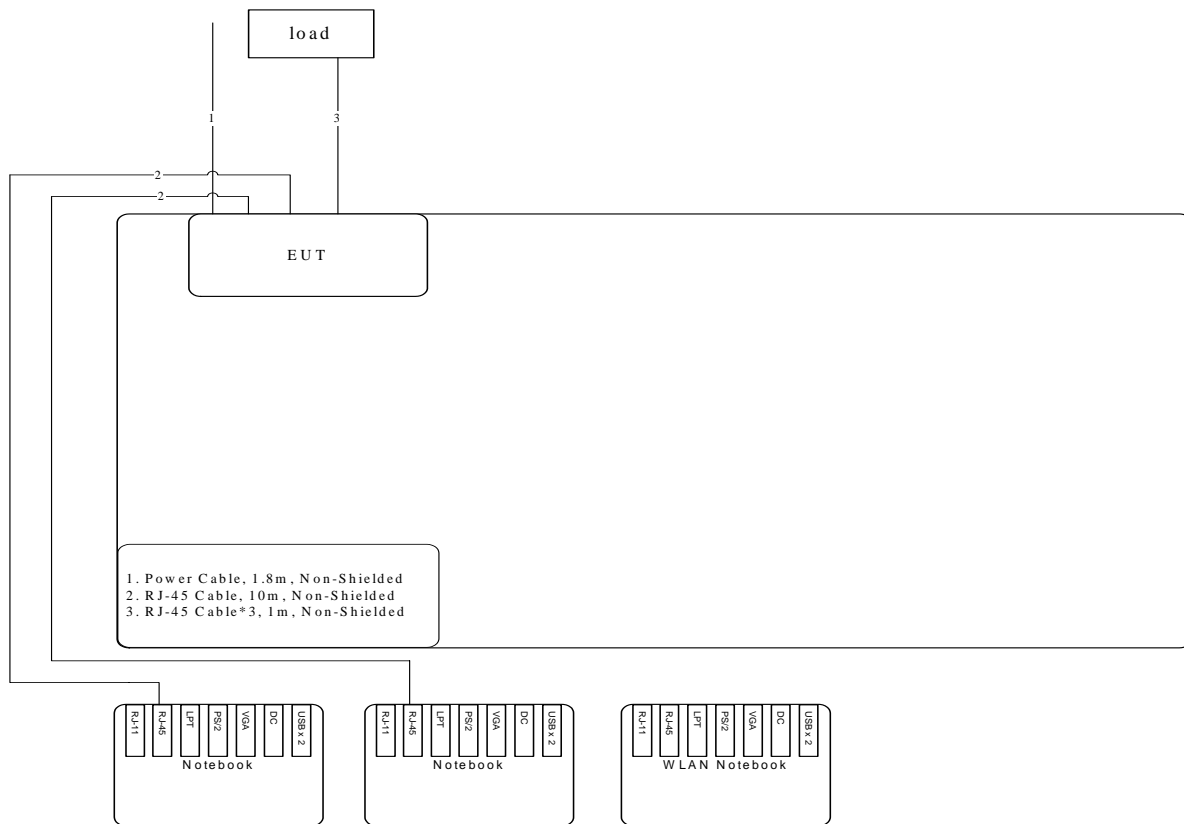 load
1
3
2
2
EUT
1. Power Cable, 1.8m, Non-Shielded
2. RJ-45 Cable, 10m, Non-Shielded
3. RJ-45 Cable*3, 1m, Non-Shielded
RJ-11
RJ-45
LPT
PS/2
VGA
DC
USB x 2
Notebook
RJ-11
RJ-45
LPT
PS/2
VGA
DC
USB x 2
Notebook
RJ-11
RJ-45
LPT
PS/2
VGA
DC
USB x 2
WLAN Notebook